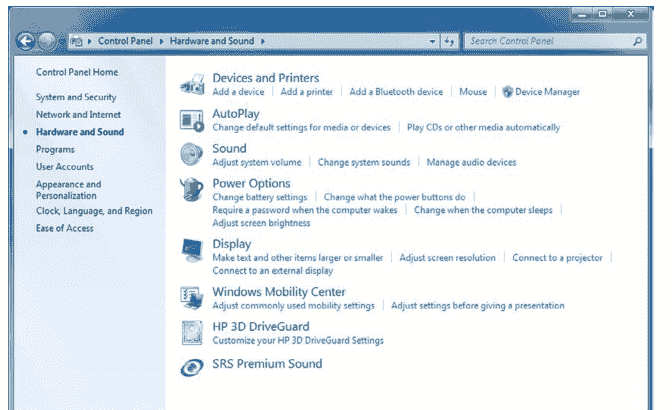 Control Panel ▸ Hardware and Sound ▸
Search Control Panel
Control Panel Home
System and Security
Network and Internet
Hardware and Sound
Programs
User Accounts
Appearance and
Personalization
Clock, Language, and Region
Ease of Access
Devices and Printers
Add a device | Add a printer | Add a Bluetooth device | Mouse | Device Manager
AutoPlay
Change default settings for media or devices | Play CDs or other media automatically
Sound
Adjust system volume | Change system sounds | Manage audio devices
Power Options
Change battery settings | Change what the power buttons do |
Require a password when the computer wakes | Change when the computer sleeps |
Adjust screen brightness
Display
Make text and other items larger or smaller | Adjust screen resolution | Connect to a projector |
Connect to an external display
Windows Mobility Center
Adjust commonly used mobility settings | Adjust settings before giving a presentation
HP 3D DriveGuard
Customize your HP 3D DriveGuard Settings
SRS Premium Sound